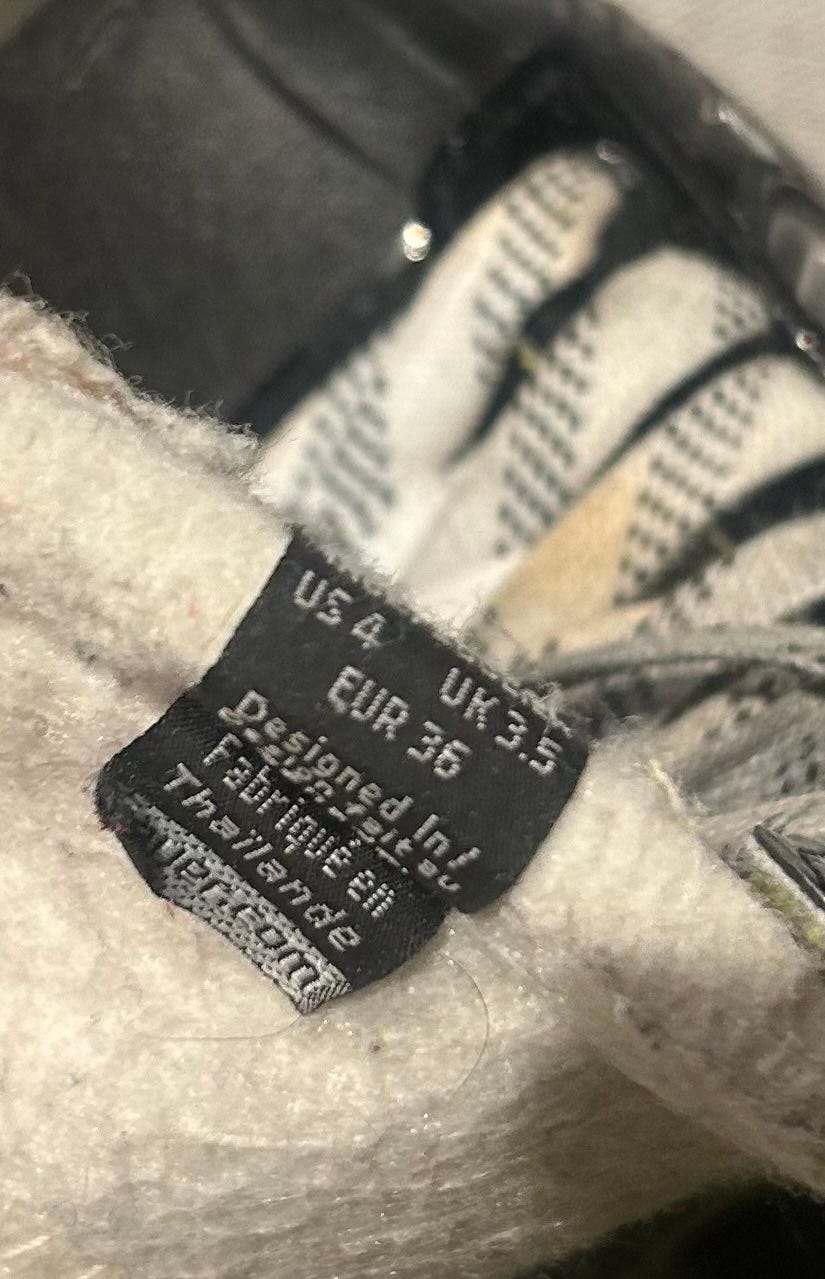 US 4
UK 3.5
EUR 36
Designed In/
Fabriqué en
Thaïlande